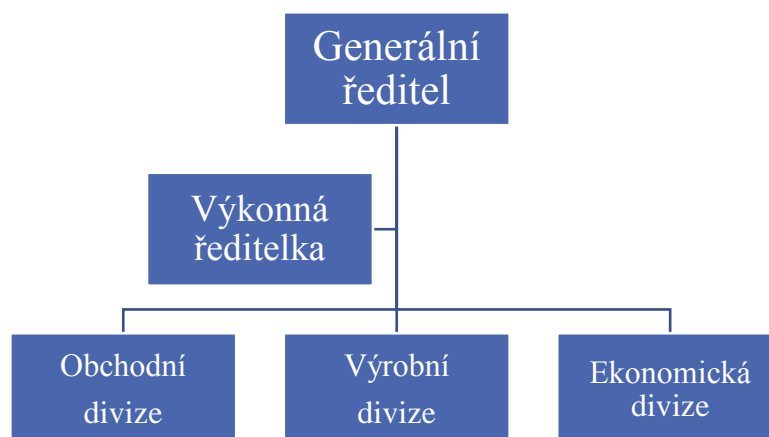 Generální
ředitel
Výkonná
ředitelka
Obchodní
divize
Výrobní
divize
Ekonomická
divize